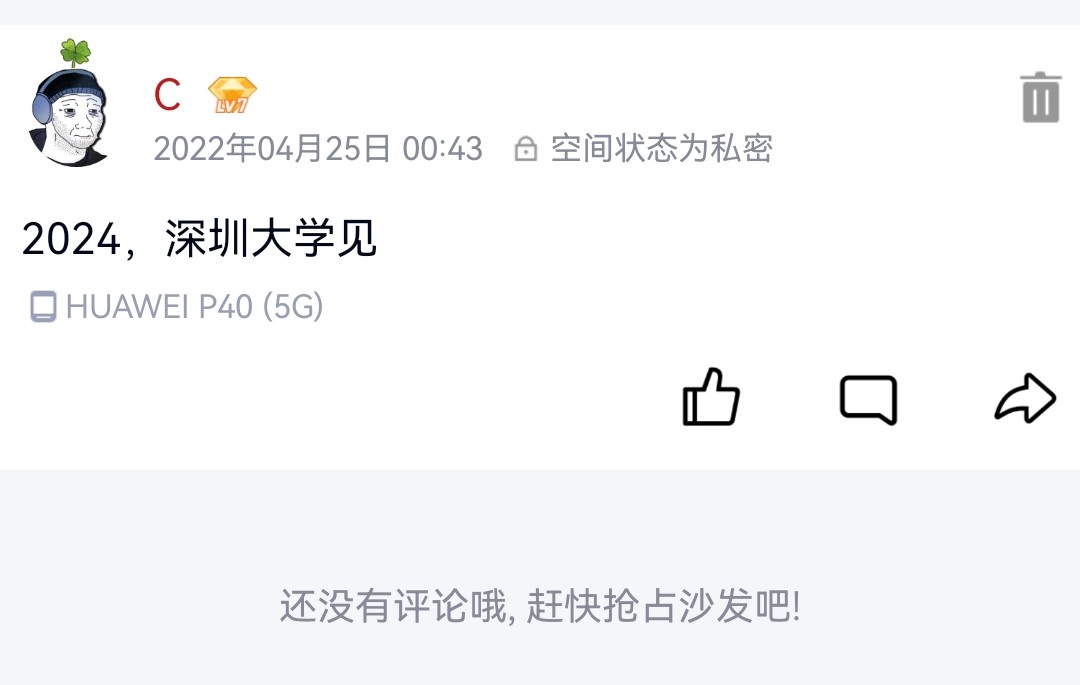 C LV7
2022年04月25日 00:43 空间状态为私密
2024，深圳大学见
HUAWEI P40 (5G)
还没有评论哦, 赶快抢占沙发吧!